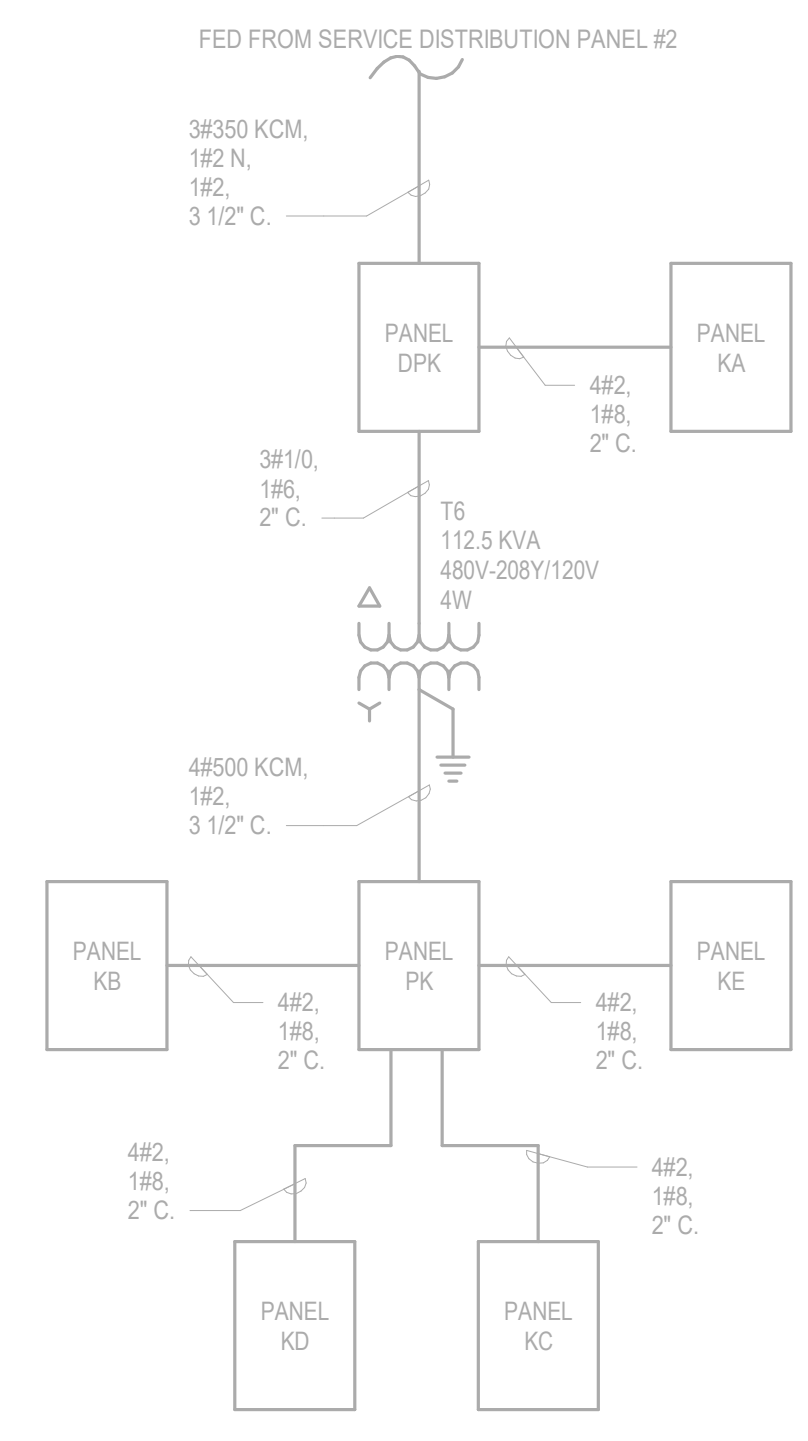 FED FROM SERVICE DISTRIBUTION PANEL #2
3#350 KCM,
1#2 N,
1#2,
3 1/2" C.
PANEL
DPK
PANEL
KA
4#2,
1#8,
2" C.
3#1/0,
1#6,
2" C.
T6
112.5 KVA
480V-208Y/120V
4W
4#500 KCM,
1#2,
3 1/2" C.
PANEL
KB
PANEL
PK
PANEL
KE
4#2,
1#8,
2" C.
4#2,
1#8,
2" C.
4#2,
1#8,
2" C.
4#2,
1#8,
2" C.
PANEL
KD
PANEL
KC